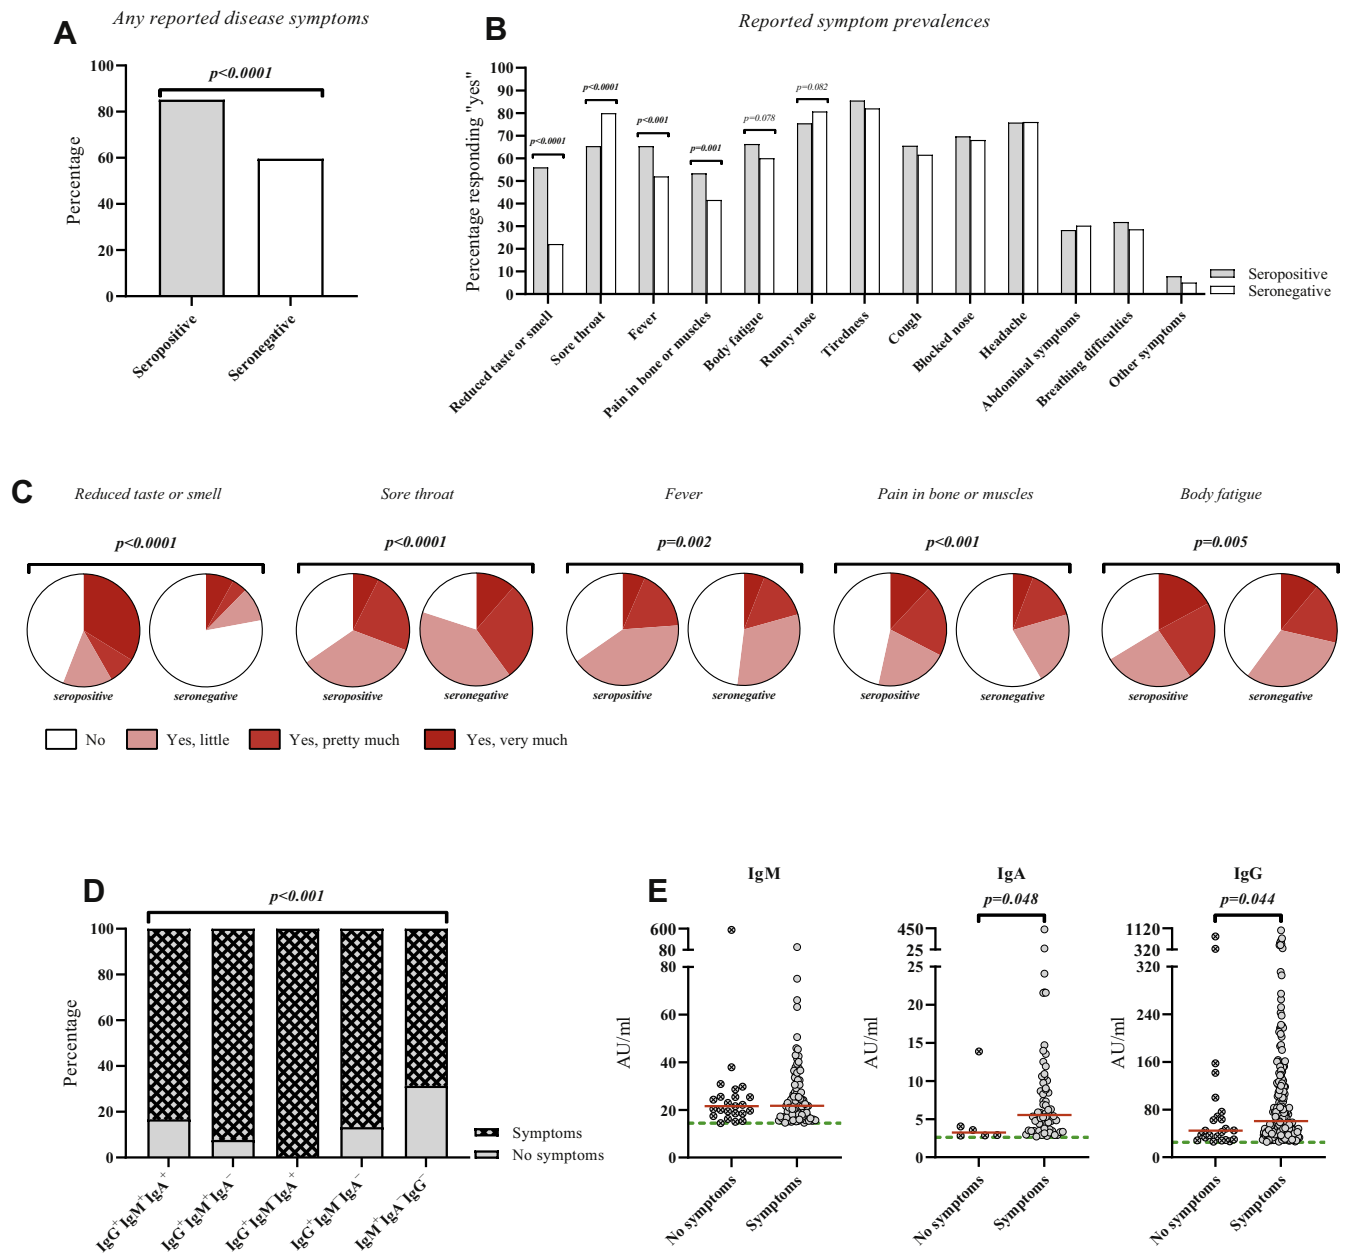 A
Any reported disease symptoms
p<0.0001
Percentage
100
80
60
40
20
0
Seropositive
Seronegative
B
Reported symptom prevalences
Percentage responding "yes"
100
90
80
70
60
50
40
30
20
10
0
p<0.0001
p<0.0001
p<0.001
p=0.001
p=0.078
p=0.082
Reduced taste or smell
Sore throat
Fever
Pain in bone or muscles
Body fatigue
Runny nose
Tiredness
Cough
Blocked nose
Headache
Abdominal symptoms
Breathing difficulties
Other symptoms
Seropositive
Seronegative
C
Reduced taste or smell
Sore throat
Fever
Pain in bone or muscles
Body fatigue
p<0.0001
p<0.0001
p=0.002
p<0.001
p=0.005
seropositive
seronegative
seropositive
seronegative
seropositive
seronegative
seropositive
seronegative
seropositive
seronegative
No
Yes, little
Yes, pretty much
Yes, very much
D
p<0.001
Percentage
100
80
60
40
20
0
IgG⁺IgM⁺IgA⁺
IgG⁺IgM⁺IgA⁻
IgG⁺IgM⁻IgA⁺
IgG⁺IgM⁻IgA⁻
IgM⁺IgA⁻IgG⁻
Symptoms
No symptoms
E
IgM
AU/ml
600
80
80
60
40
20
0
No symptoms
Symptoms
IgA
p=0.048
AU/ml
450
25
25
20
15
10
5
0
No symptoms
Symptoms
IgG
p=0.044
AU/ml
1120
320
320
240
160
80
0
No symptoms
Symptoms